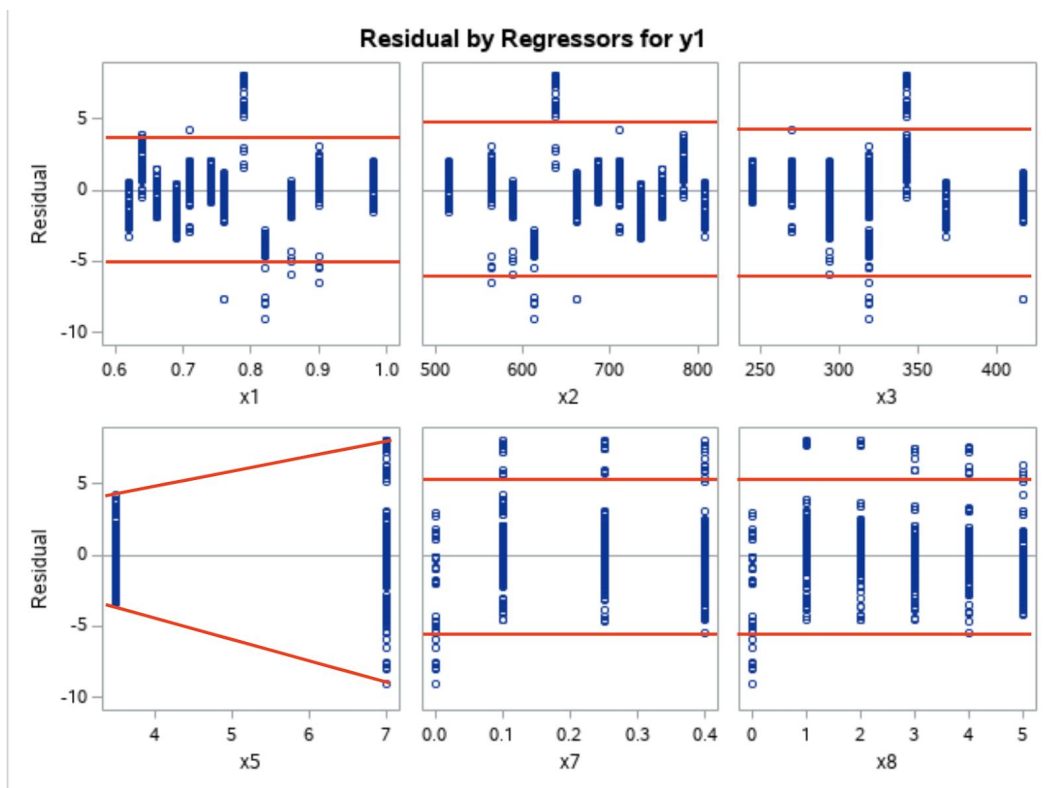 Residual by Regressors for y1
Residual
5
0
-5
-10
0.6 0.7 0.8 0.9 1.0
x1
500 600 700 800
x2
250 300 350 400
x3
Residual
5
0
-5
-10
4 5 6 7
x5
0.0 0.1 0.2 0.3 0.4
x7
0 1 2 3 4 5
x8